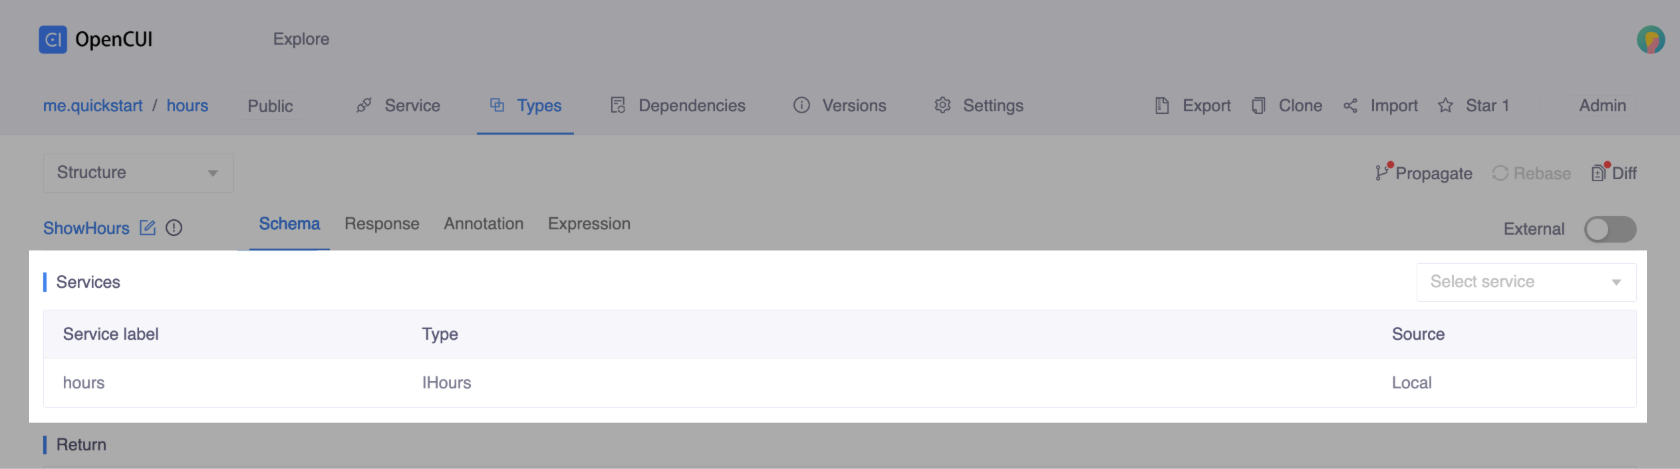 OpenCUI Explore
me.quickstart / hours Public Service Types Dependencies Versions Settings Export Clone Import Star 1 Admin
Structure Propagate Rebase Diff
ShowHours Schema Response Annotation Expression External
Services Select service
Service label Type Source
hours IHours Local
Return